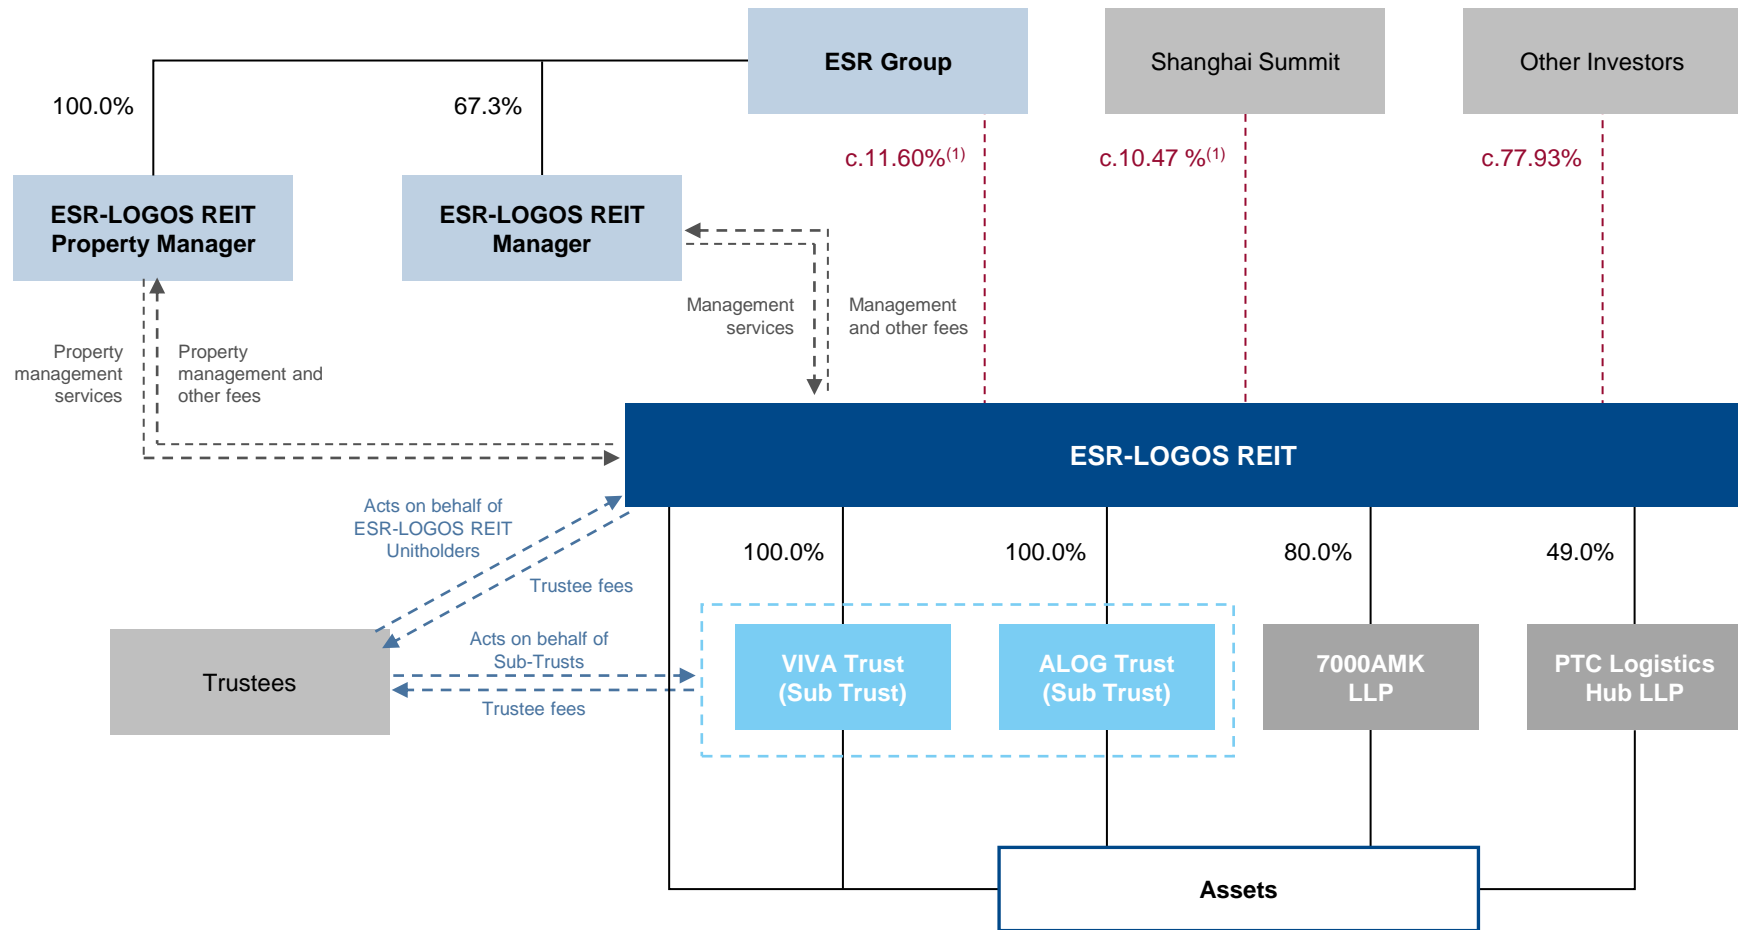 ESR Group
Shanghai Summit
Other Investors
100.0%
67.3%
c.11.60%(1)
c.10.47 %(1)
c.77.93%
ESR-LOGOS REIT
Property Manager
ESR-LOGOS REIT
Manager
Management
services
Management
and other fees
Property
management
services
Property
management and
other fees
ESR-LOGOS REIT
Acts on behalf of
ESR-LOGOS REIT
Unitholders
Trustee fees
100.0%
100.0%
80.0%
49.0%
Trustees
Acts on behalf of
Sub-Trusts
Trustee fees
VIVA Trust
(Sub Trust)
ALOG Trust
(Sub Trust)
7000AMK
LLP
PTC Logistics
Hub LLP
Assets